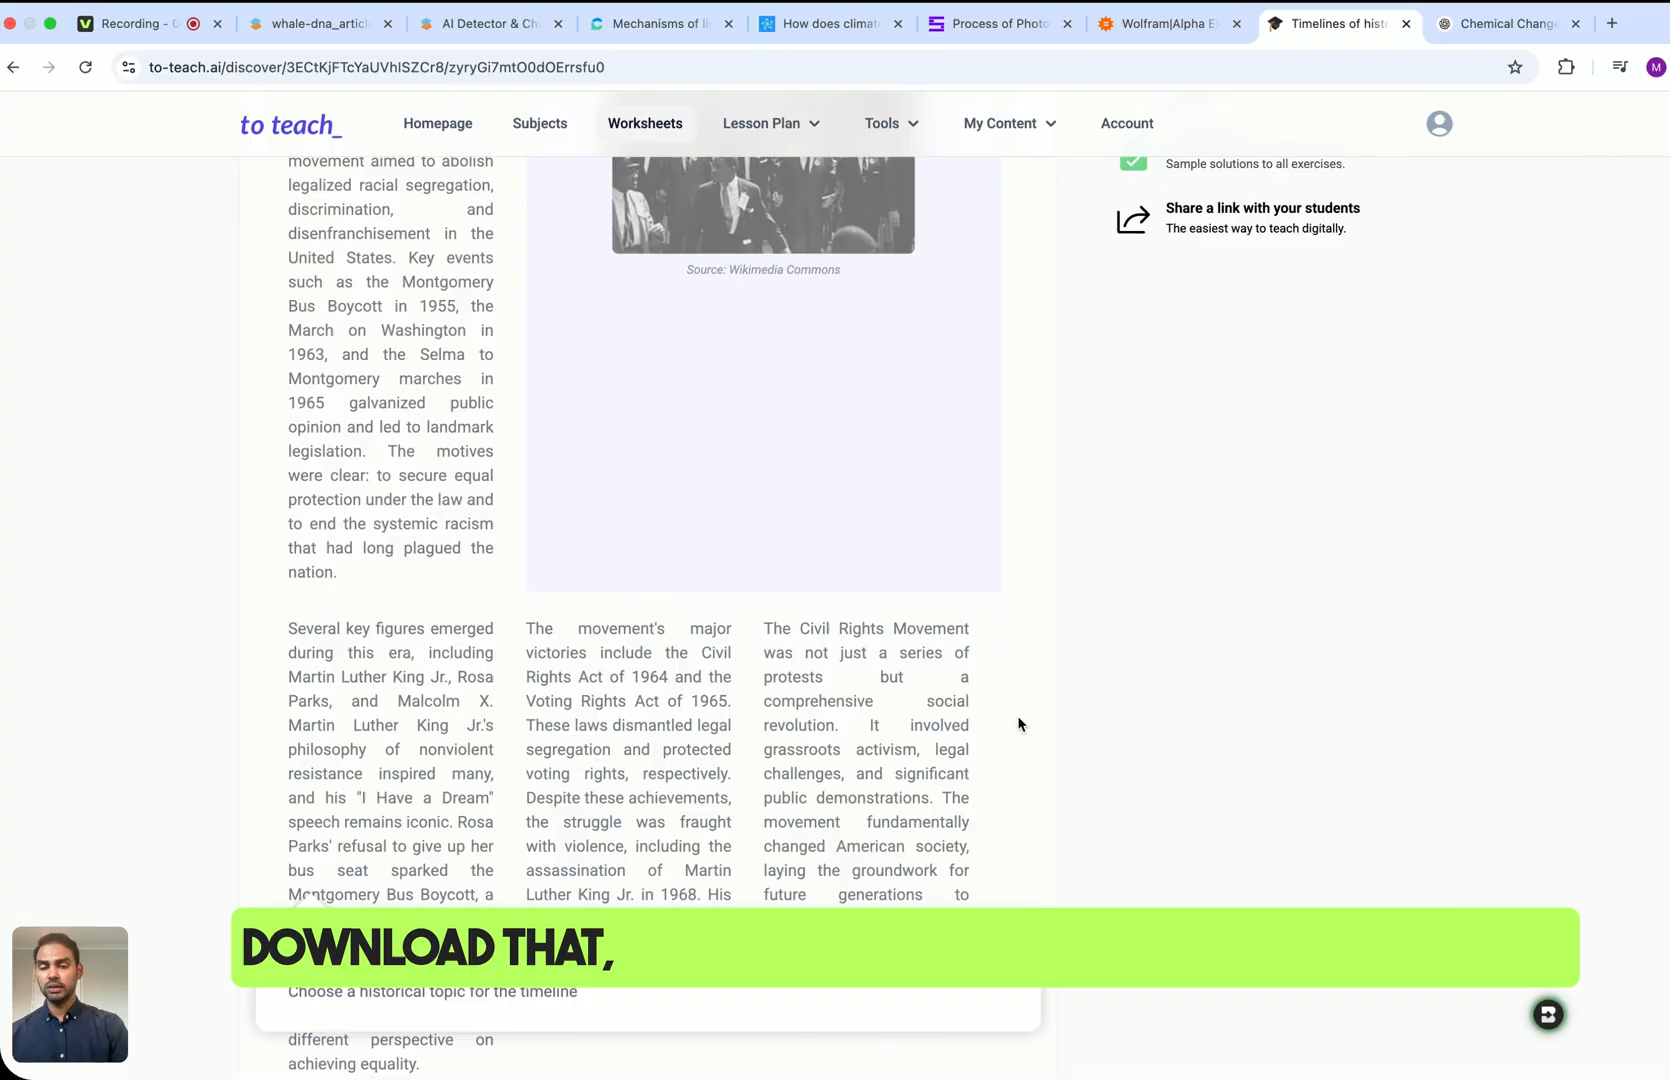 Recording - 0
whale-dna_article
AI Detector & Ch
Mechanisms of li
How does climat
Process of Photo
Wolfram|Alpha E
Timelines of hist
Chemical Chang
to-teach.ai/discover/3ECtKjFTcYaUVhISZCr8/zyryGi7mtO0dOErrsfu0
M
to teach_
Homepage
Subjects
Worksheets
Lesson Plan
Tools
My Content
Account
movement aimed to abolish
legalized racial segregation,
discrimination, and
disenfranchisement in the
United States. Key events
such as the Montgomery
Bus Boycott in 1955, the
March on Washington in
1963, and the Selma to
Montgomery marches in
1965 galvanized public
opinion and led to landmark
legislation. The motives
were clear: to secure equal
protection under the law and
to end the systemic racism
that had long plagued the
nation.
Source: Wikimedia Commons
Sample solutions to all exercises.
Share a link with your students
The easiest way to teach digitally.
Several key figures emerged
during this era, including
Martin Luther King Jr., Rosa
Parks, and Malcolm X.
Martin Luther King Jr.'s
philosophy of nonviolent
resistance inspired many,
and his "I Have a Dream"
speech remains iconic. Rosa
Parks' refusal to give up her
bus seat sparked the
Montgomery Bus Boycott, a
The movement's major
victories include the Civil
Rights Act of 1964 and the
Voting Rights Act of 1965.
These laws dismantled legal
segregation and protected
voting rights, respectively.
Despite these achievements,
the struggle was fraught
with violence, including the
assassination of Martin
Luther King Jr. in 1968. His
The Civil Rights Movement
was not just a series of
protests but a
comprehensive social
revolution. It involved
grassroots activism, legal
challenges, and significant
public demonstrations. The
movement fundamentally
changed American society,
laying the groundwork for
future generations to
DOWNLOAD THAT,
Choose a historical topic for the timeline
different perspective on
achieving equality.